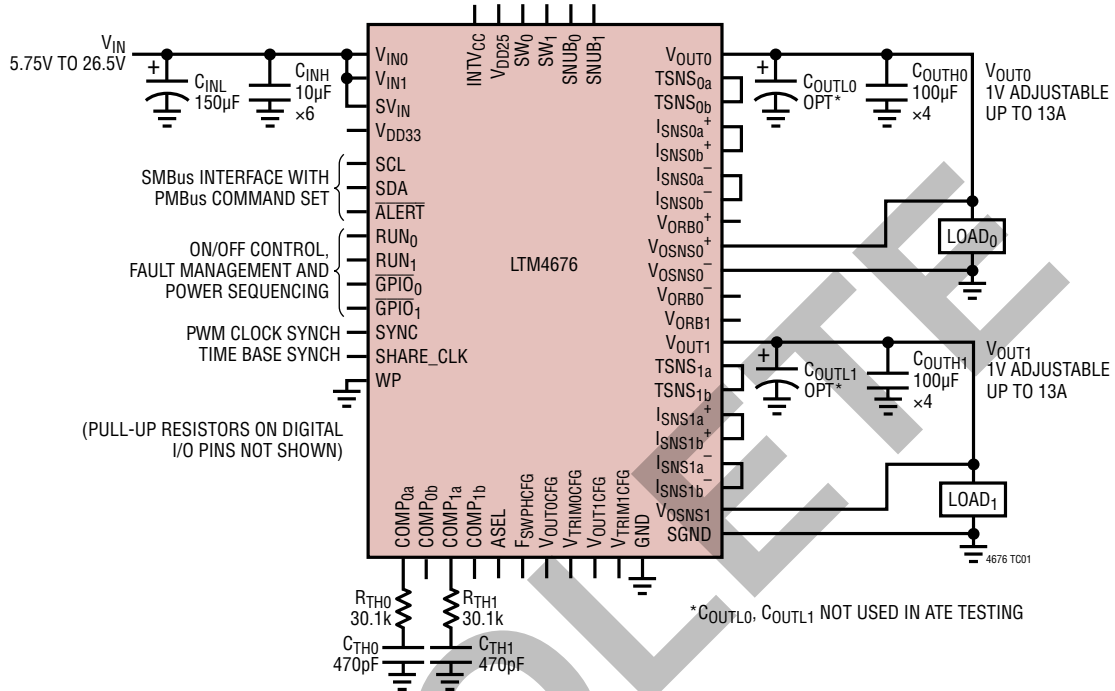 INTVCC
VDD25
SW0
SW1
SNUB0
SNUB1
VIN
5.75V TO 26.5V
+
CINL
150µF
CINH
10µF
×6
VIN0
VIN1
SVIN
VDD33
SCL
SDA
ALERT
RUN0
RUN1
GPIO0
GPIO1
SYNC
SHARE_CLK
WP
SMBus INTERFACE WITH
PMBus COMMAND SET
ON/OFF CONTROL,
FAULT MANAGEMENT AND
POWER SEQUENCING
PWM CLOCK SYNCH
TIME BASE SYNCH
(PULL-UP RESISTORS ON DIGITAL
I/O PINS NOT SHOWN)
LTM4676
VOUT0
TSNS0a
TSNS0b
ISNS0a+
ISNS0b+
ISNS0a–
ISNS0b–
VORB0+
VOSNS0+
VOSNS0–
VORB0–
VORB1
VOUT1
TSNS1a
TSNS1b
ISNS1a+
ISNS1b+
ISNS1a–
ISNS1b–
VOSNS1
SGND
+
COUTL0
OPT*
COUTH0
100µF
×4
VOUT0
1V ADJUSTABLE
UP TO 13A
LOAD0
+
COUTL1
OPT*
COUTH1
100µF
×4
VOUT1
1V ADJUSTABLE
UP TO 13A
LOAD1
4676 TC01
COMP0a
COMP0b
COMP1a
COMP1b
ASEL
FSWPHCFG
VOUT0CFG
VTRIM0CFG
VOUT1CFG
VTRIM1CFG
GND
RTH0
30.1k
RTH1
30.1k
CTH0
470pF
CTH1
470pF
*COUTL0, COUTL1 NOT USED IN ATE TESTING
OLETE